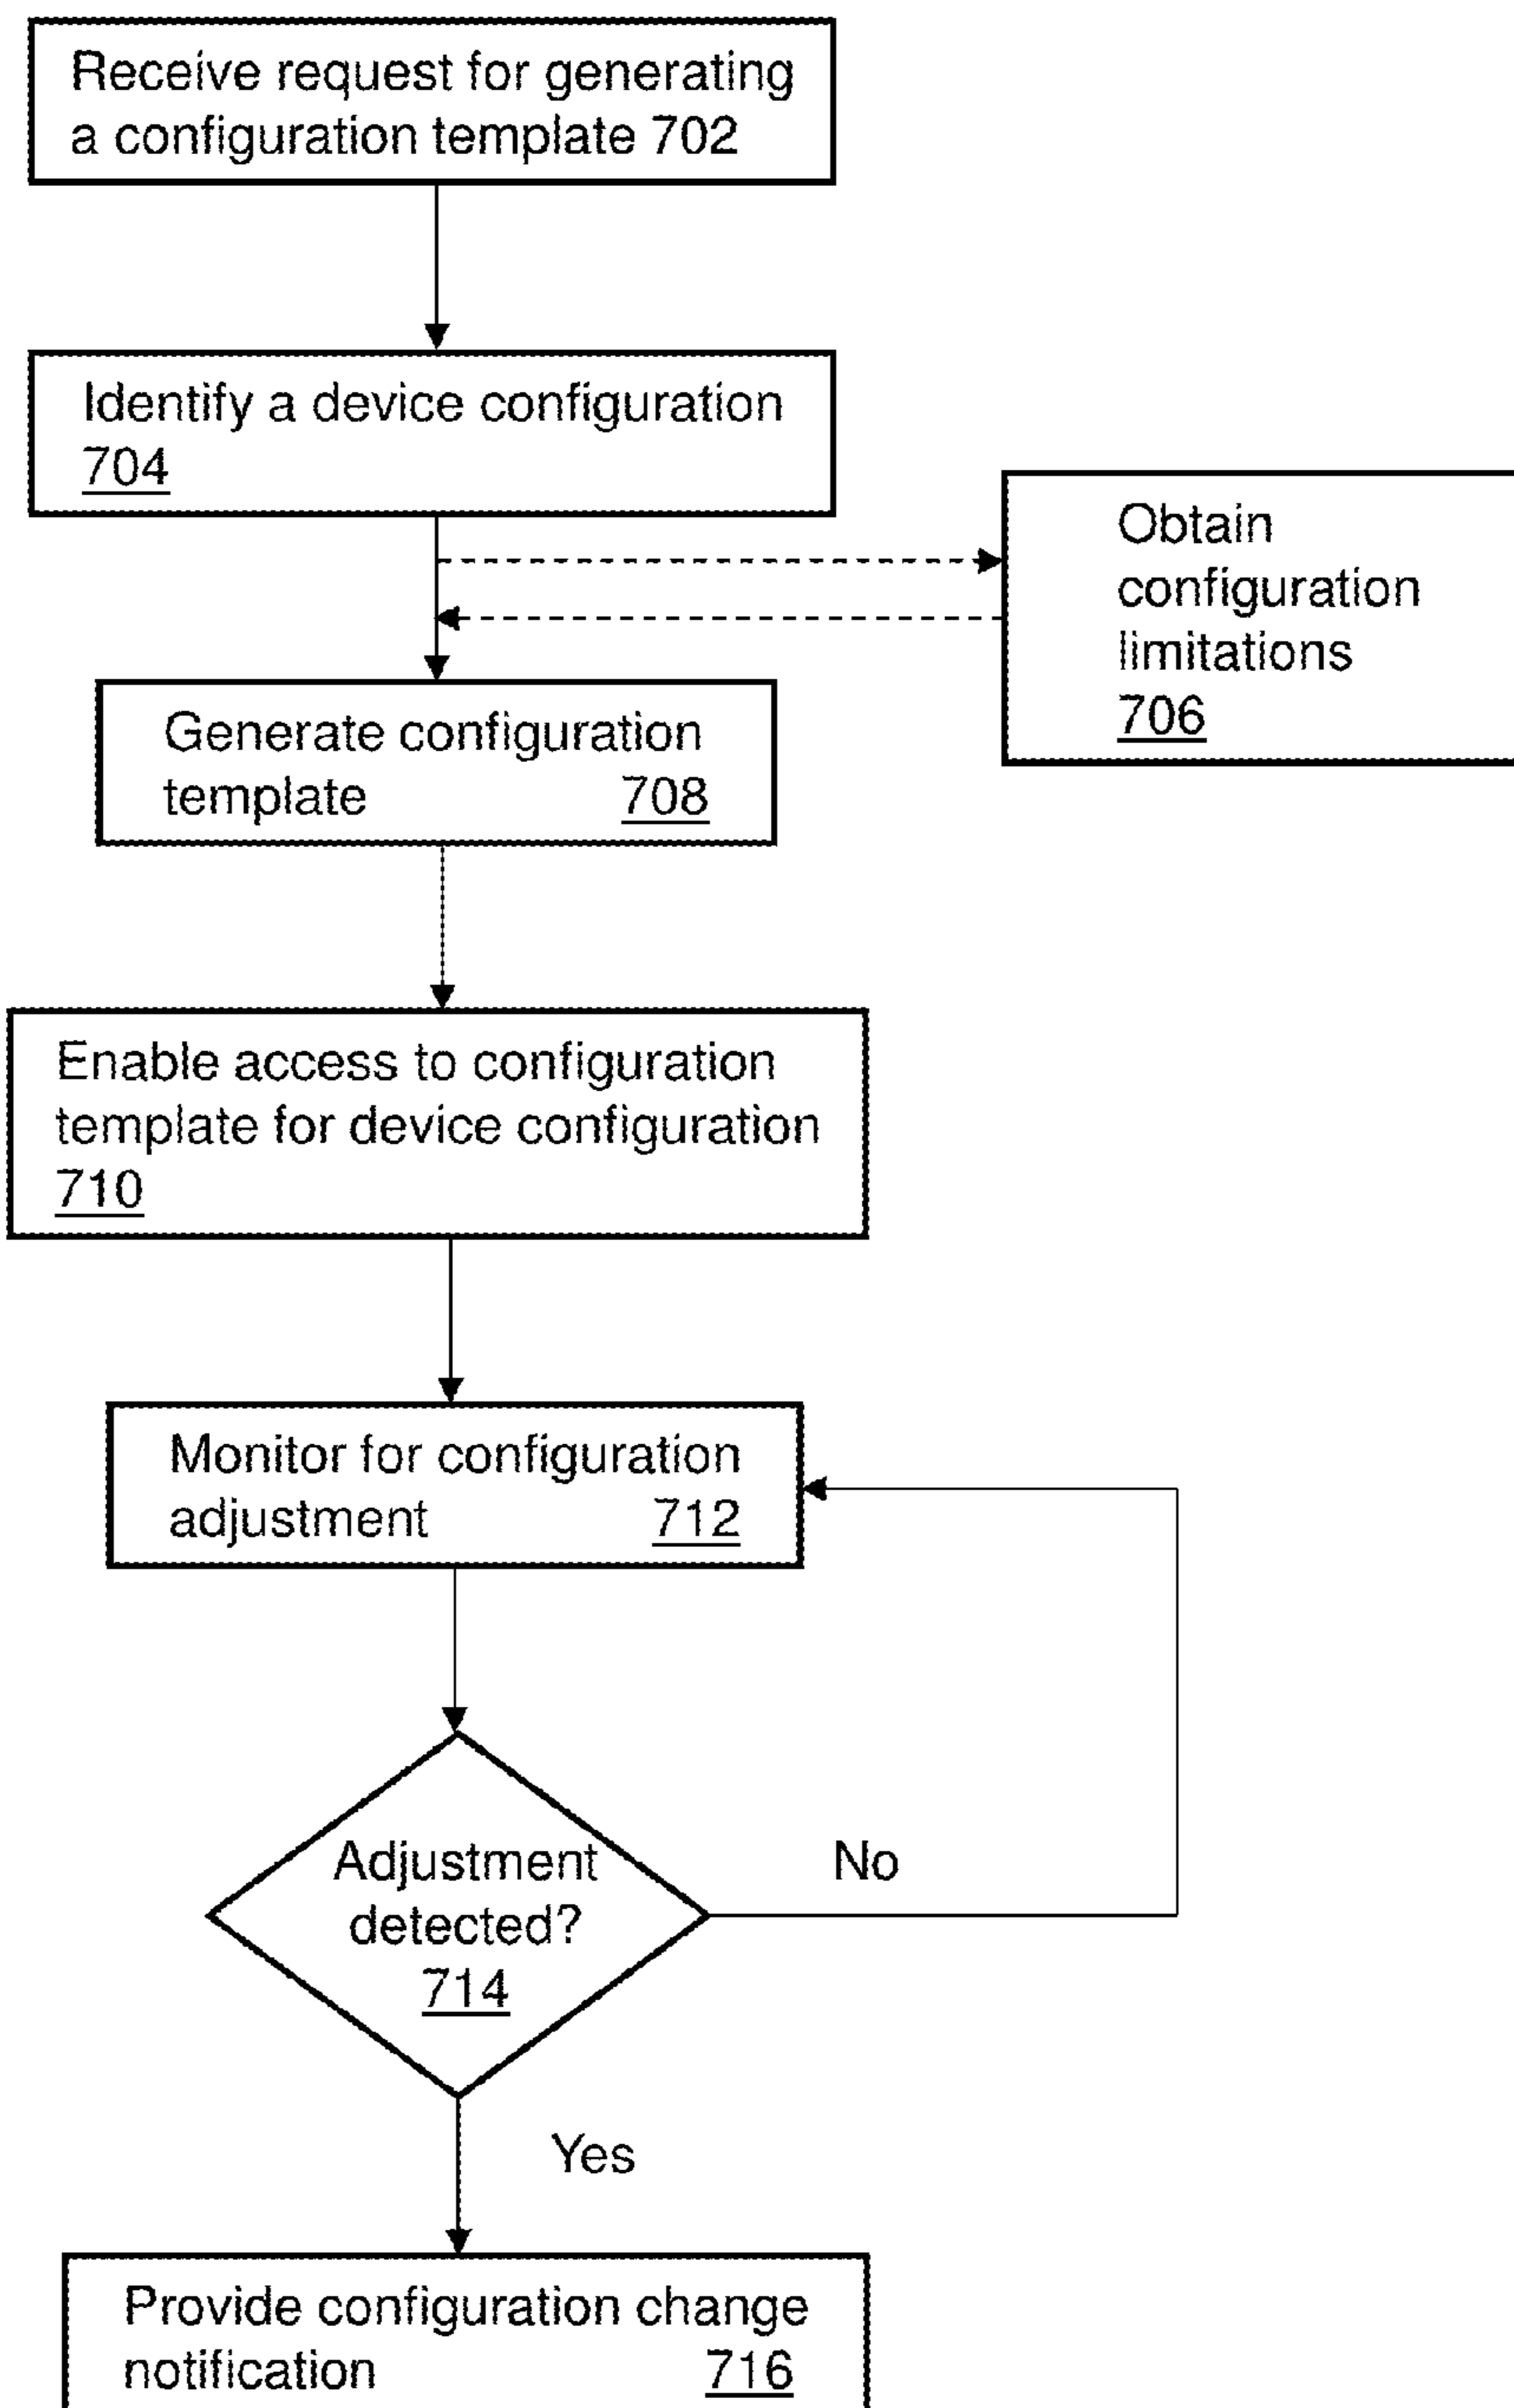 Receive request for generating
a configuration template 702
Identify a device configuration
704
Obtain
configuration
limitations
706
Generate configuration
template 708
Enable access to configuration
template for device configuration
710
Monitor for configuration
adjustment 712
Adjustment
detected?
714
No
Yes
Provide configuration change
notification 716